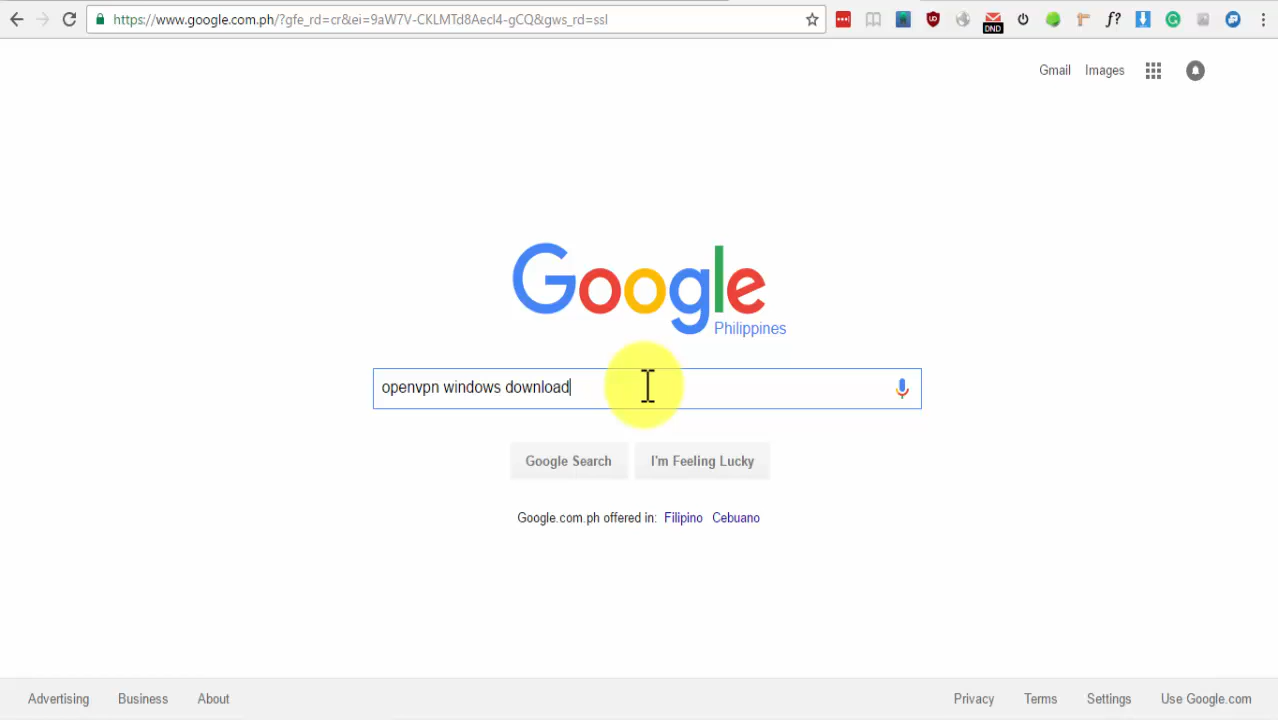 https://www.google.com.ph/?gfe_rd=cr&ei=9aW7V-CKLMTd8AecI4-gCQ&gws_rd=ssl
DND
f?
Gmail Images
Google
Philippines
openvpn windows download
Google Search I'm Feeling Lucky
Google.com.ph offered in: Filipino Cebuano
Advertising Business About Privacy Terms Settings Use Google.com